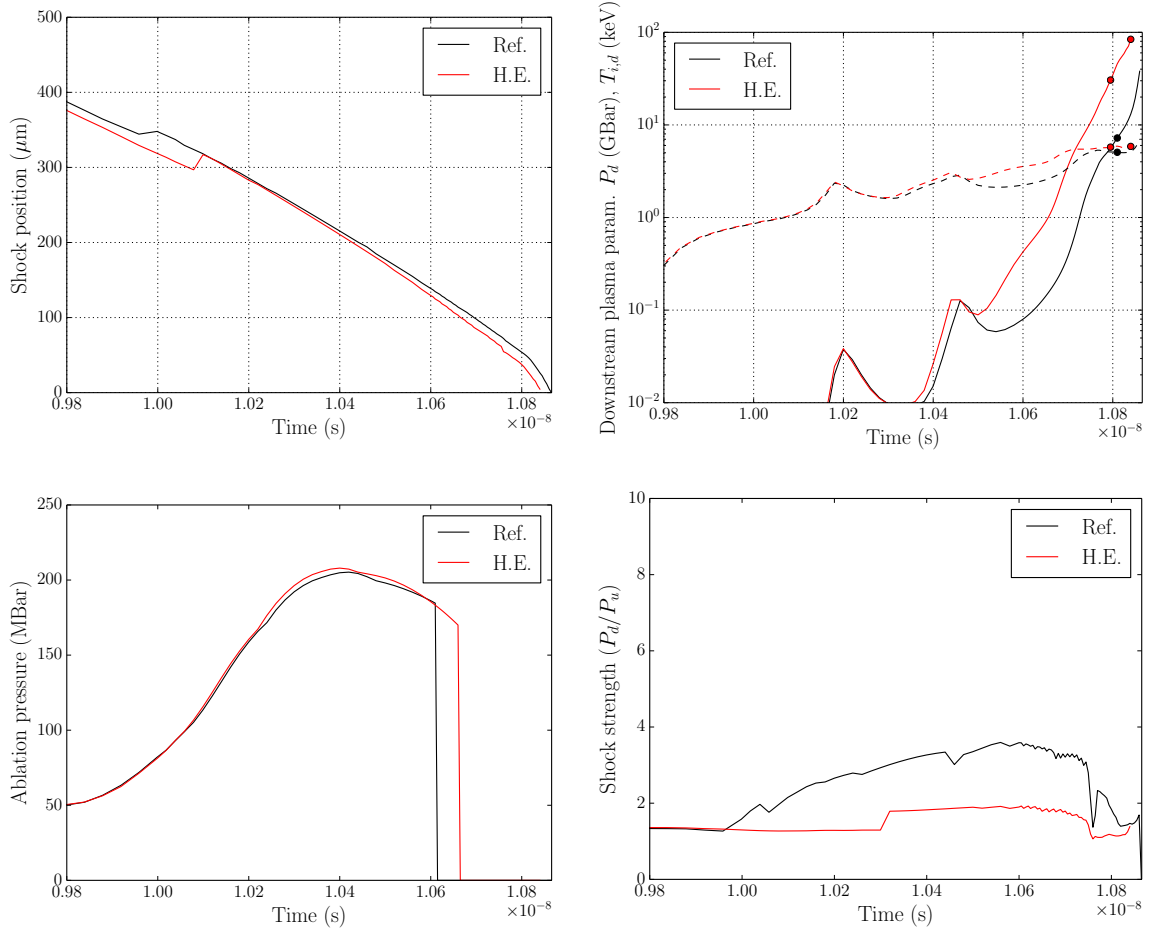 500
400
300
200
100
0
Shock position (μm)
Ref.
H.E.
0.98 1.00 1.02 1.04 1.06 1.08
×10⁻⁸
Time (s)
10²
10¹
10⁰
10⁻¹
10⁻²
Downstream plasma param. P_d (GBar), T_{i,d} (keV)
Ref.
H.E.
0.98 1.00 1.02 1.04 1.06 1.08
×10⁻⁸
Time (s)
250
200
150
100
50
0
Ablation pressure (MBar)
Ref.
H.E.
0.98 1.00 1.02 1.04 1.06 1.08
×10⁻⁸
Time (s)
10
8
6
4
2
0
Shock strength (P_d/P_u)
Ref.
H.E.
0.98 1.00 1.02 1.04 1.06 1.08
×10⁻⁸
Time (s)